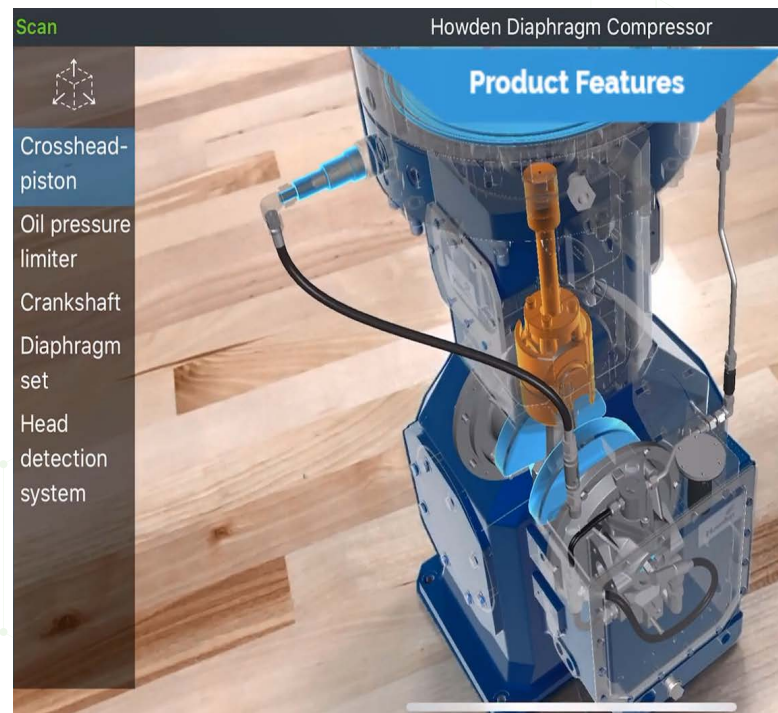 Scan
Howden Diaphragm Compressor
Product Features
Crosshead-
piston
Oil pressure
limiter
Crankshaft
Diaphragm
set
Head
detection
system